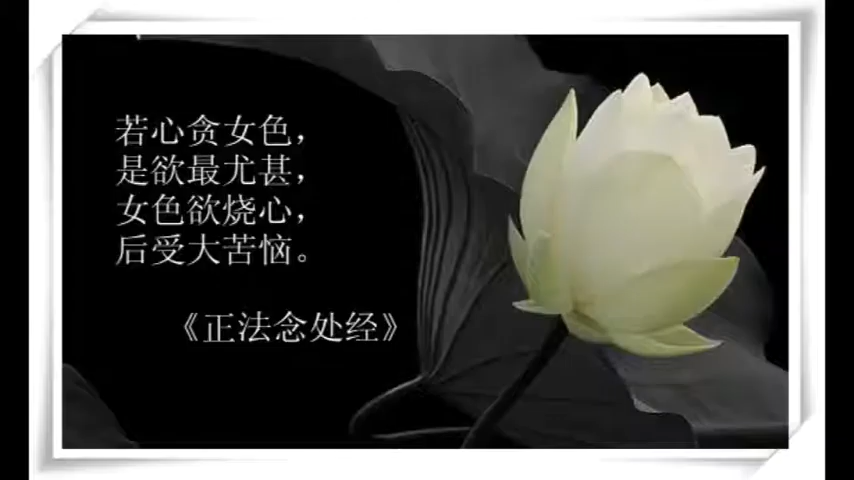 若心贪女色，
是欲最尤甚，
女色欲烧心，
后受大苦恼。
《正法念处经》